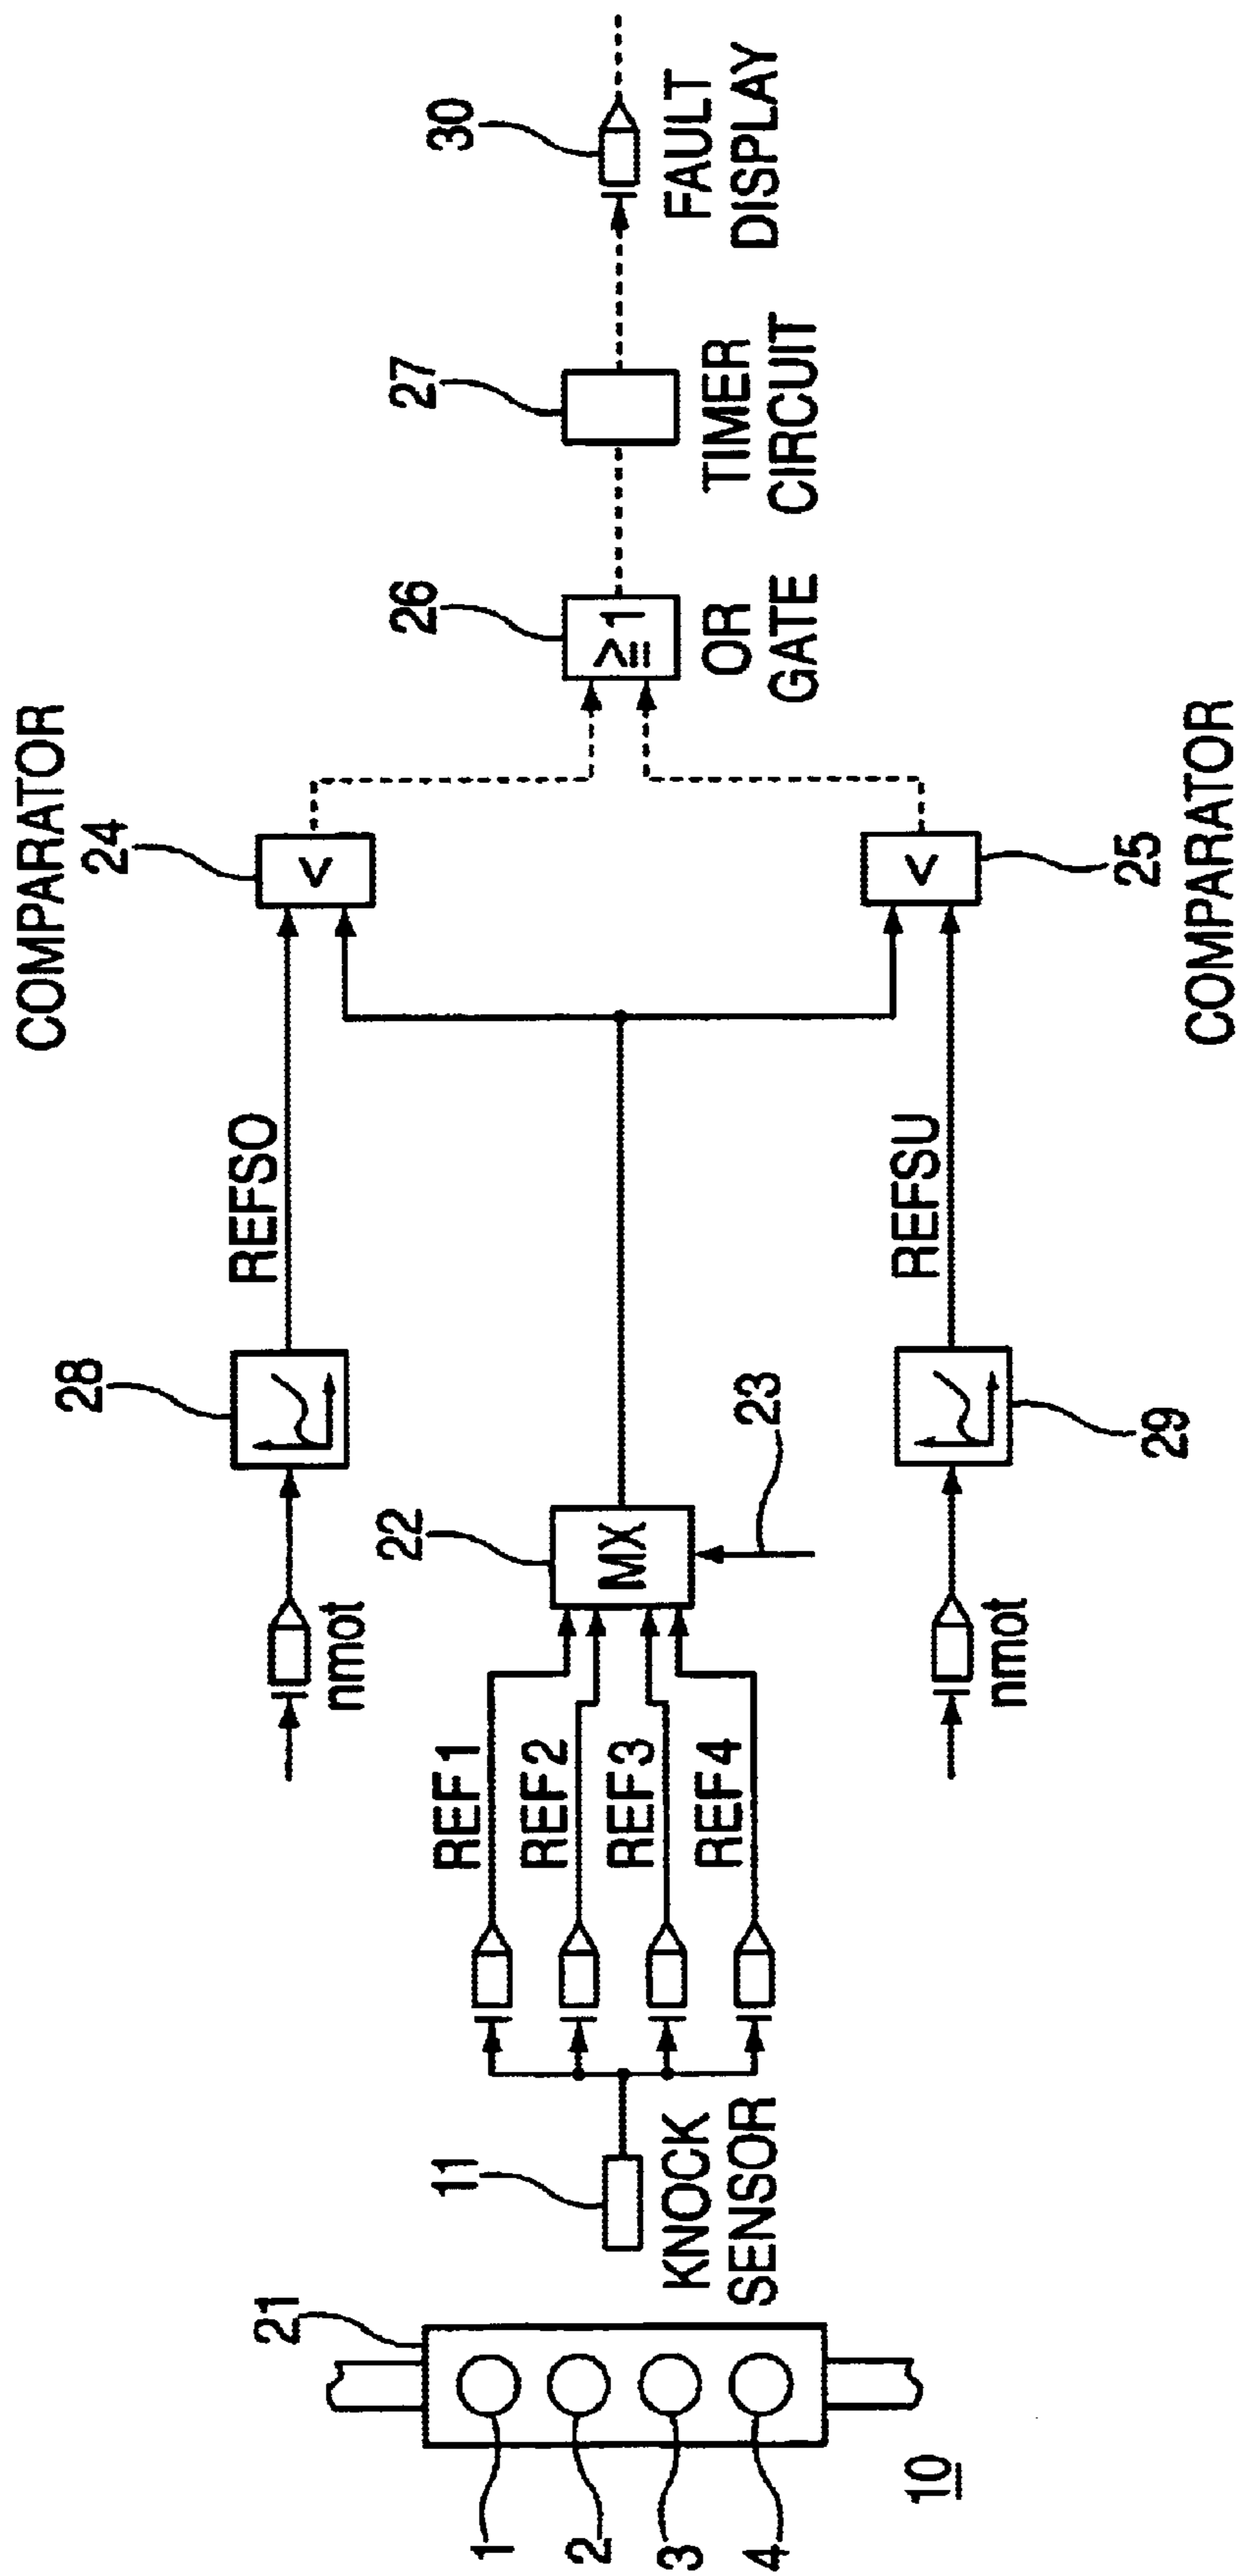 COMPARATOR
24
<
REFSO
28
nmot
26
≥1
OR
GATE
27
TIMER
CIRCUIT
30
FAULT
DISPLAY
22
MX
23
REF1
REF2
REF3
REF4
11
KNOCK
SENSOR
21
1
2
3
4
10
REFSU
29
nmot
<
25
COMPARATOR